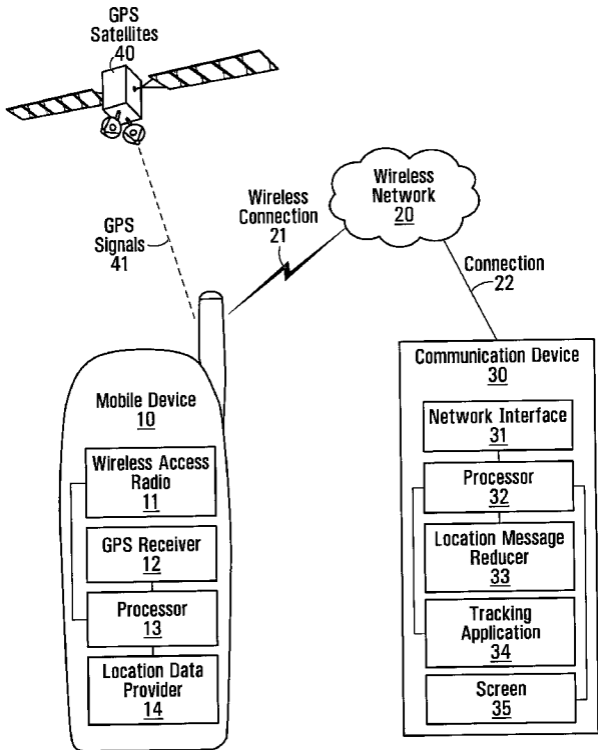 GPS
Satellites
40
GPS
Signals
41
Wireless
Connection
21
Wireless
Network
20
Connection
22
Mobile Device
10
Wireless Access
Radio
11
GPS Receiver
12
Processor
13
Location Data
Provider
14
Communication Device
30
Network Interface
31
Processor
32
Location Message
Reducer
33
Tracking
Application
34
Screen
35